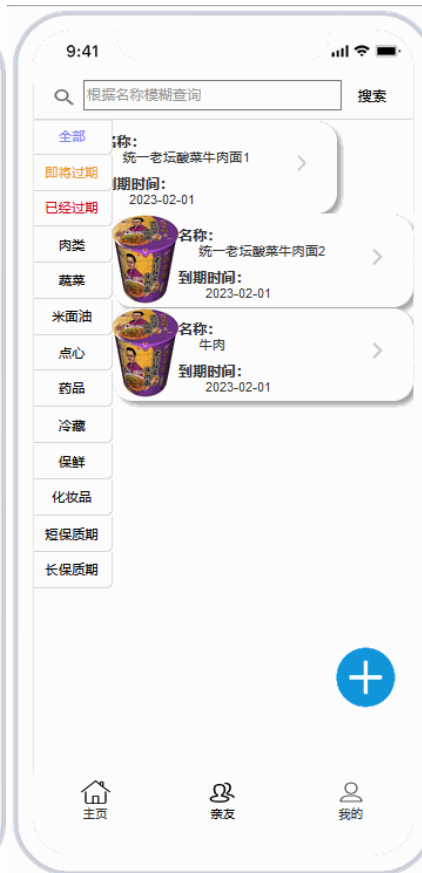 9:41
根据名称模糊查询
搜索
全部
即将过期
已经过期
肉类
蔬菜
米面油
点心
药品
冷藏
保鲜
化妆品
短保质期
长保质期
称:
统一老坛酸菜牛肉面1
期时间:
2023-02-01
名称:
统一老坛酸菜牛肉面2
到期时间:
2023-02-01
名称:
牛肉
到期时间:
2023-02-01
主页
亲友
我的